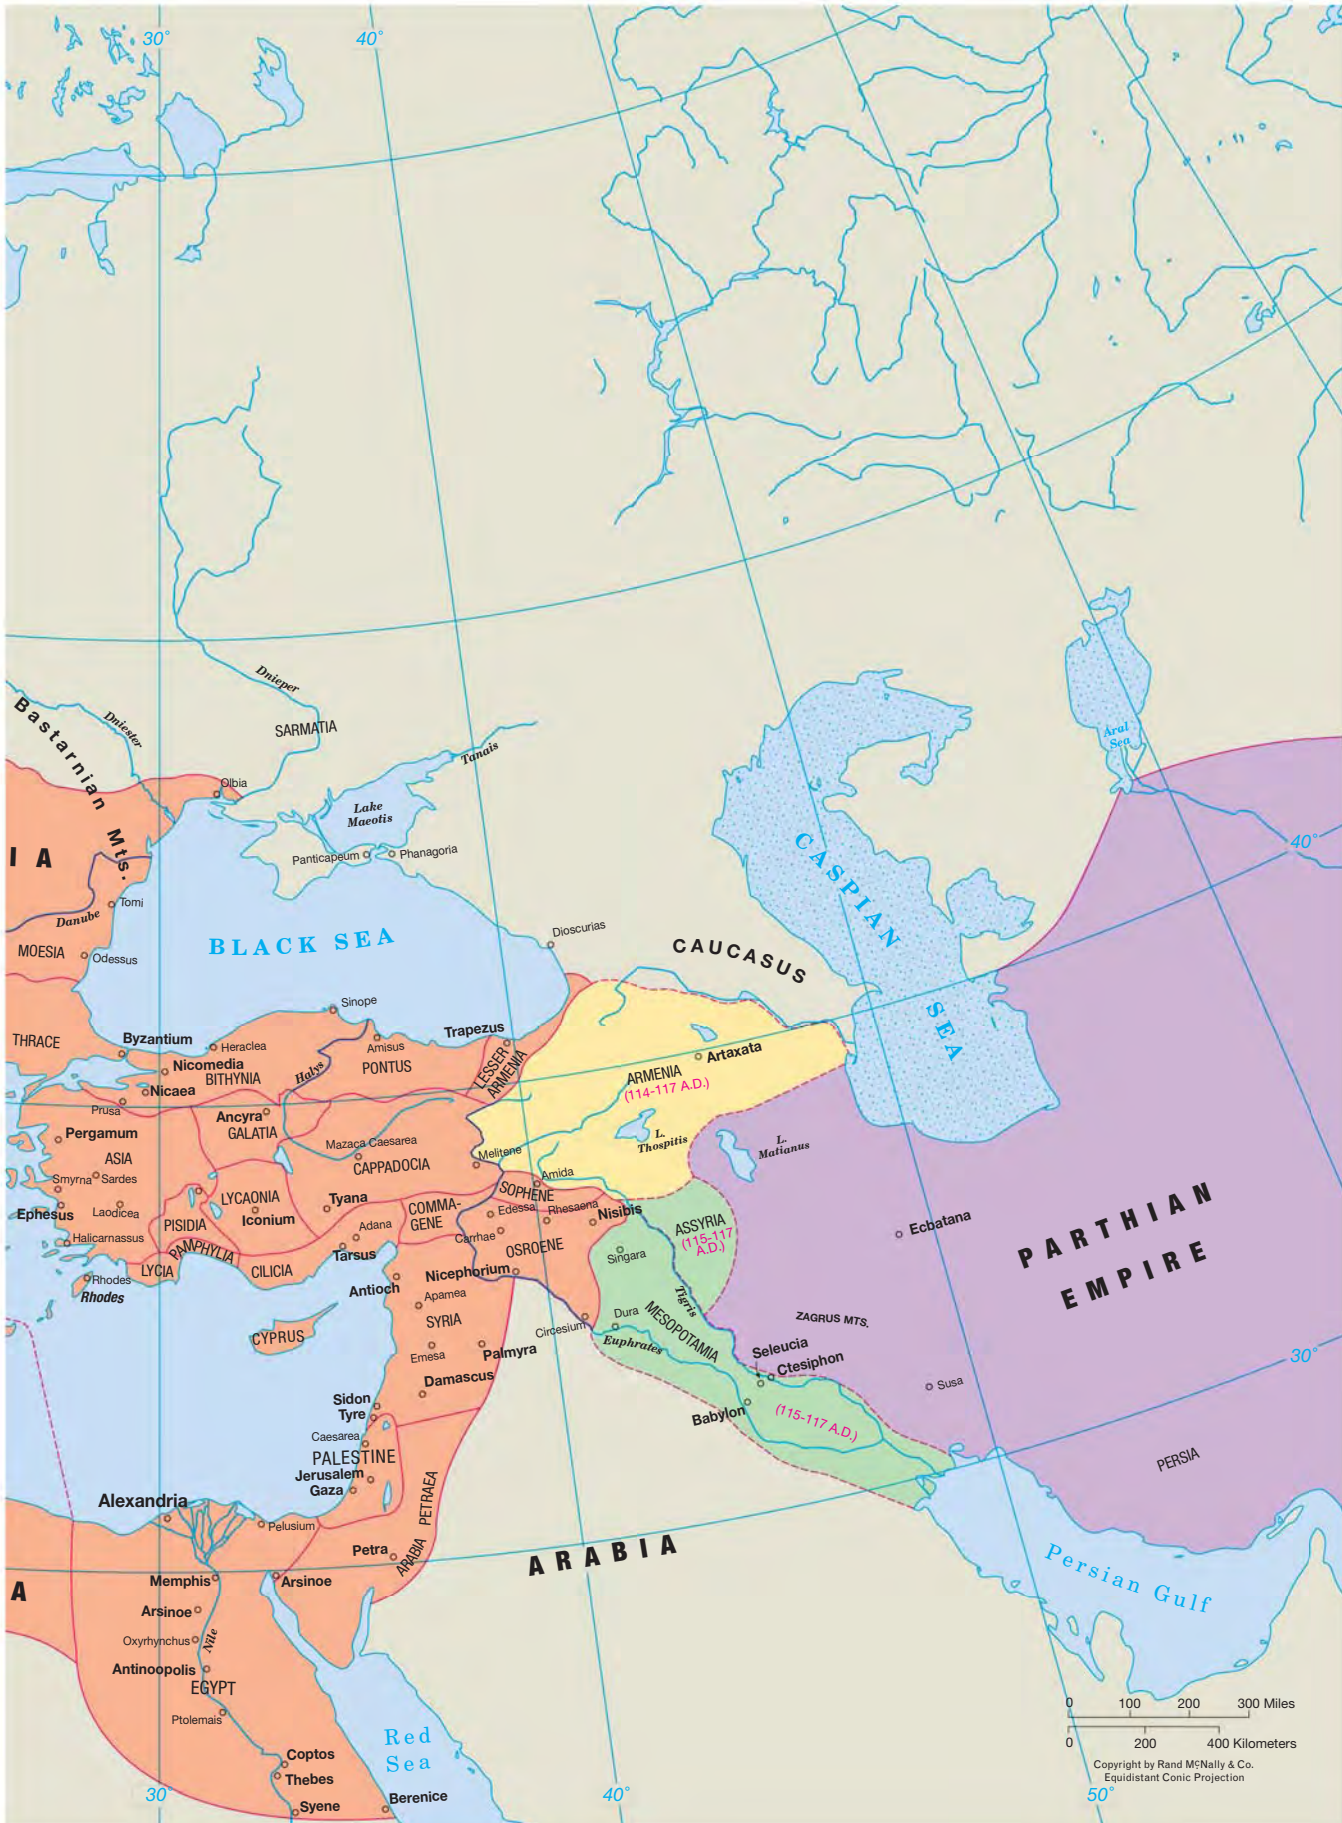 30°
40°
Dnieper
SARMATIA
Bastarnian Mts.
Dniester
Tanais
Olbia
Aral
Sea
Lake
Maeotis
Panticapeum
Phanagoria
I A
40°
CASPIAN
SEA
Danube
Tomi
Dioscurias
BLACK SEA
CAUCASUS
MOESIA
Odessus
Sinope
THRACE
Byzantium
Heraclea
Trapezus
Amisus
Nicomedia
BITHYNIA
Halys
PONTUS
LESSER
ARMENIA
Artaxata
ARMENIA
(114-117 A.D.)
Nicaea
Prusa
Ancyra
GALATIA
Pergamum
Mazaca Caesarea
L.
Thospitis
L.
Matianus
ASIA
CAPPADOCIA
Melitene
Smyrna
Sardes
Amida
SOPHENE
LYCAONIA
Tyana
COMMA-
GENE
Edessa
Rhesaena
Nisibis
Ephesus
Laodicea
Iconium
PISIDIA
Adana
Carrhae
ASSYRIA
(115-117
A.D.)
Ecbatana
PARTHIAN
EMPIRE
Halicarnassus
PAMPHYLIA
Tarsus
OSROENE
Singara
LYCIA
CILICIA
Nicephorium
Rhodes
Rhodes
Antioch
Apamea
Tigris
Dura
MESOPOTAMIA
SYRIA
ZAGRUS MTS.
CYPRUS
Circesium
Euphrates
Emesa
Palmyra
Seleucia
Ctesiphon
30°
Damascus
Susa
Sidon
Tyre
Babylon
(115-117 A.D.)
Caesarea
PALESTINE
PERSIA
Jerusalem
Gaza
ARABIA PETRAEA
Alexandria
Pelusium
Petra
ARABIA
Persian Gulf
A
Memphis
Arsinoe
Arsinoe
Oxyrhynchus
Nile
Antinoopolis
EGYPT
Ptolemais
Red
Sea
0 100 200 300 Miles
0 200 400 Kilometers
Copyright by Rand McNally & Co.
Equidistant Conic Projection
Coptos
Thebes
Syene
Berenice
30°
40°
50°